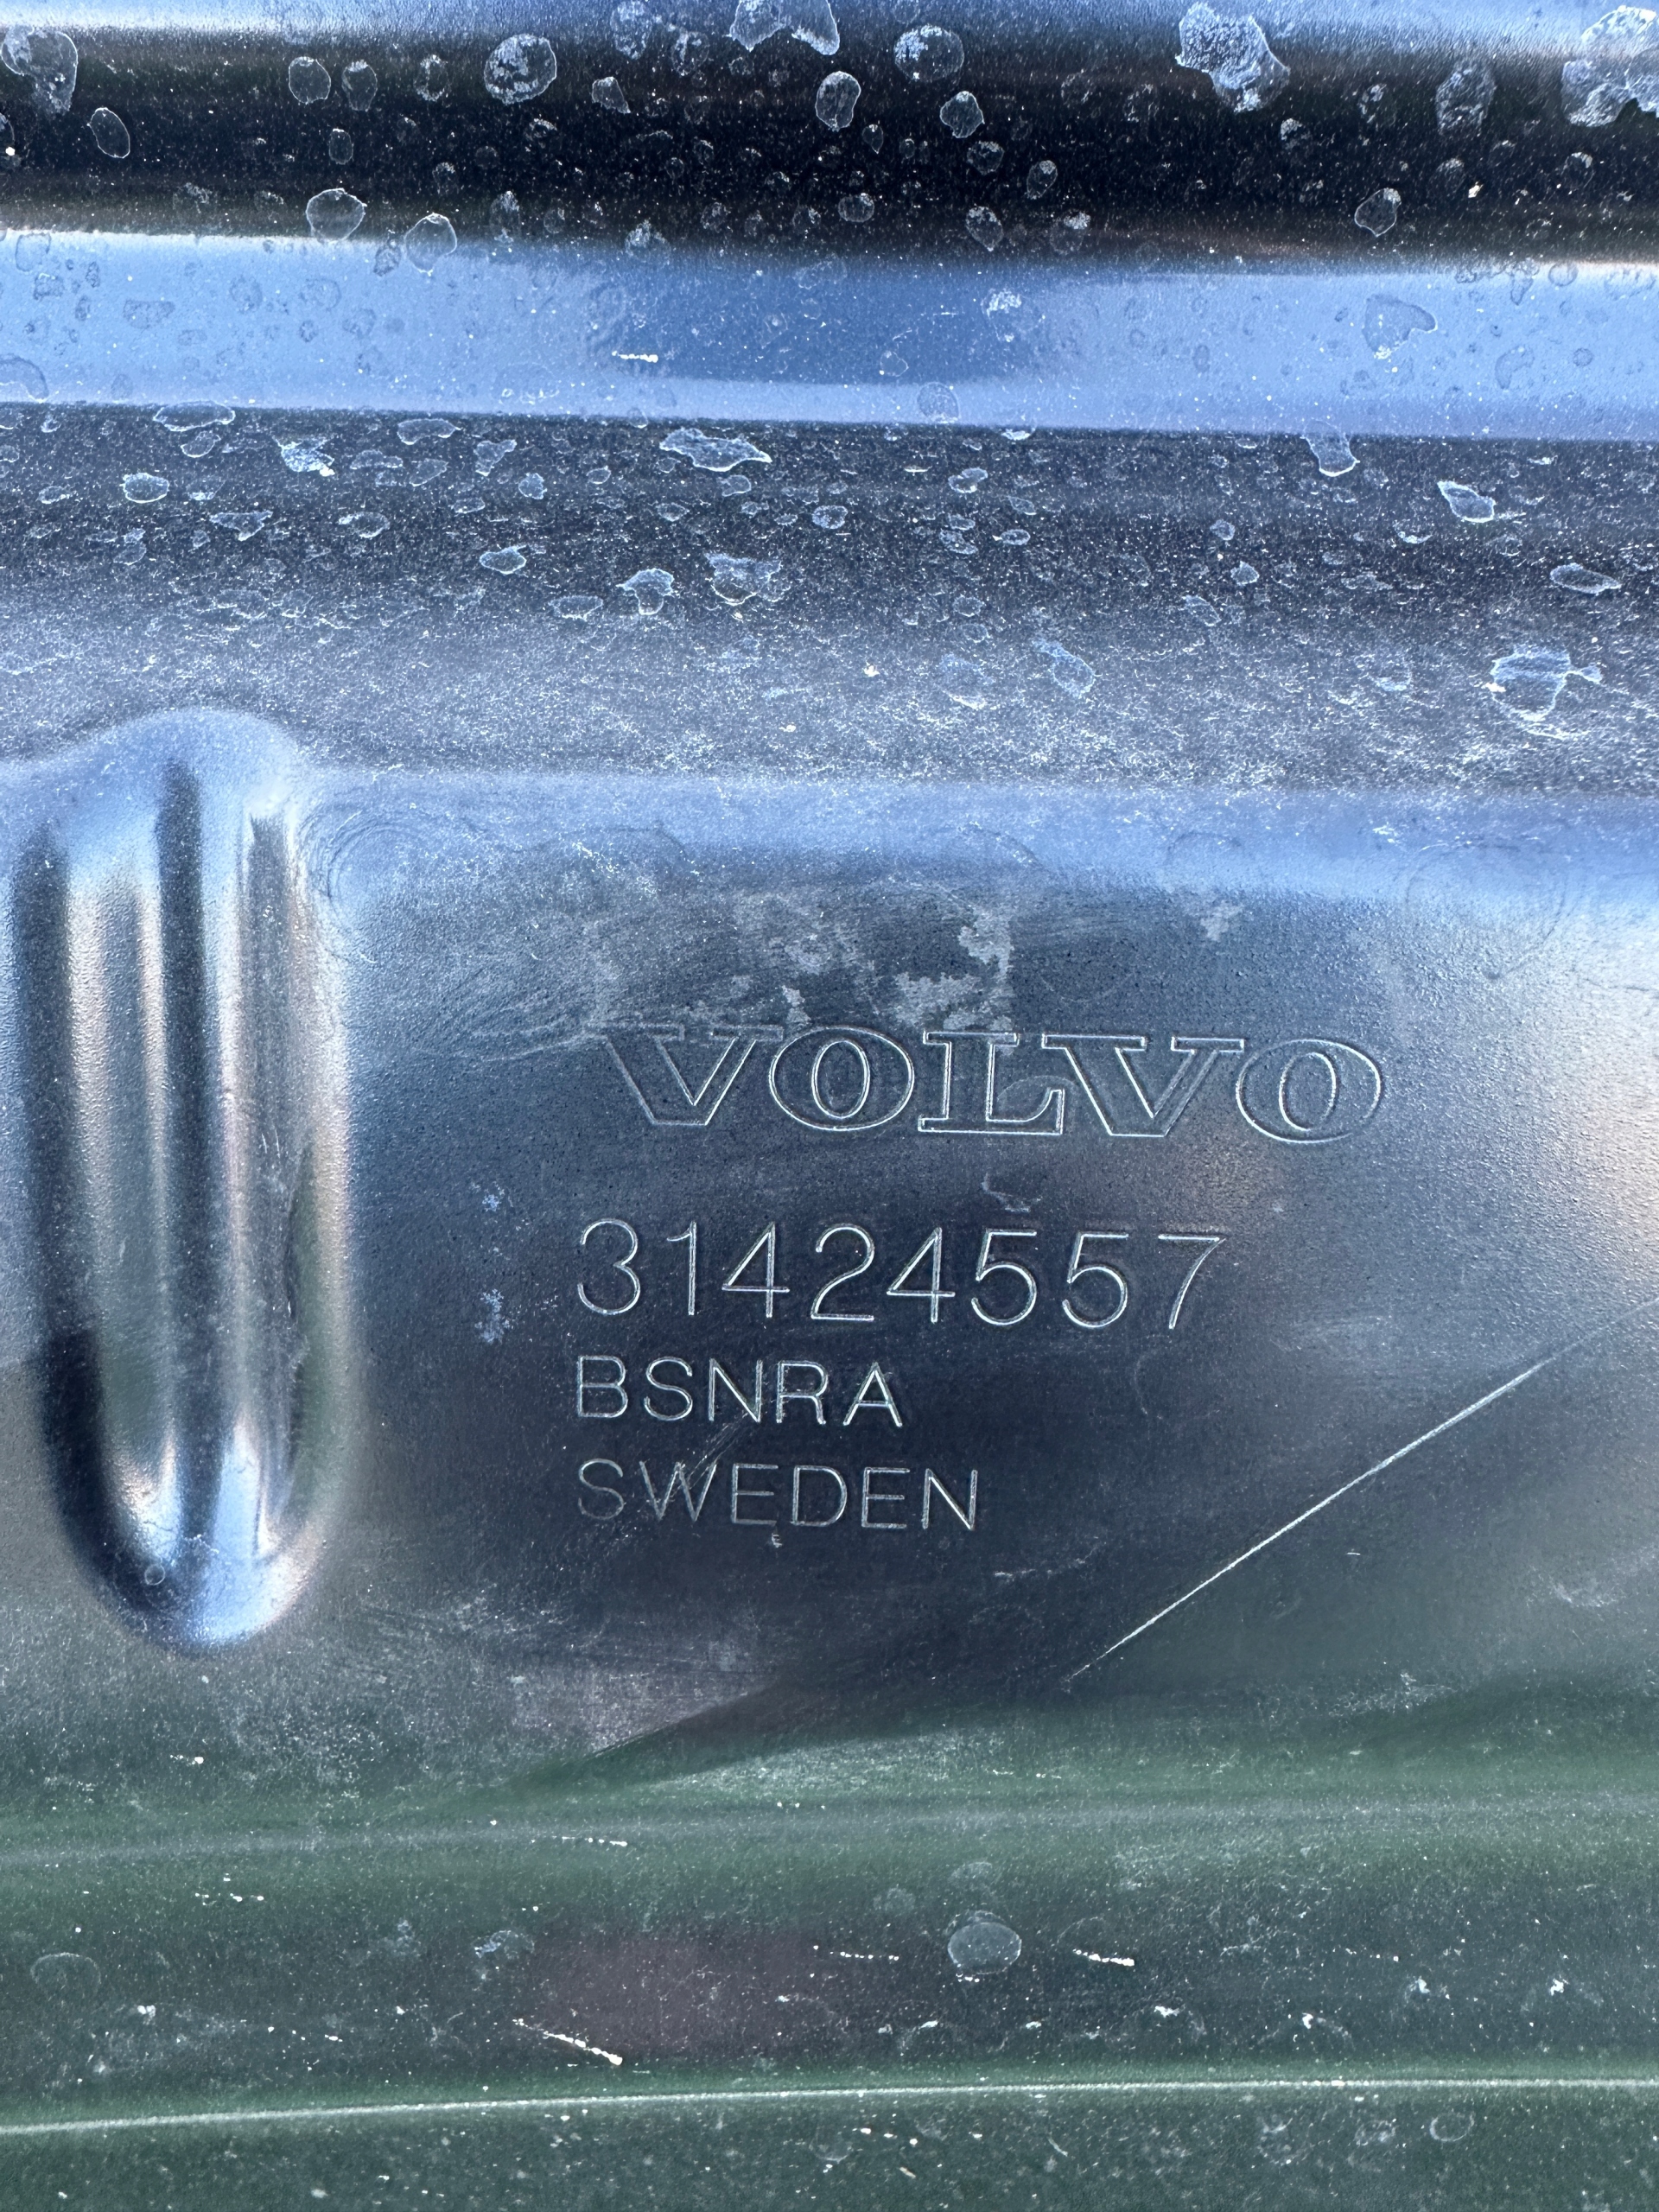 VOLVO
31424557
BSNRA
SWEDEN